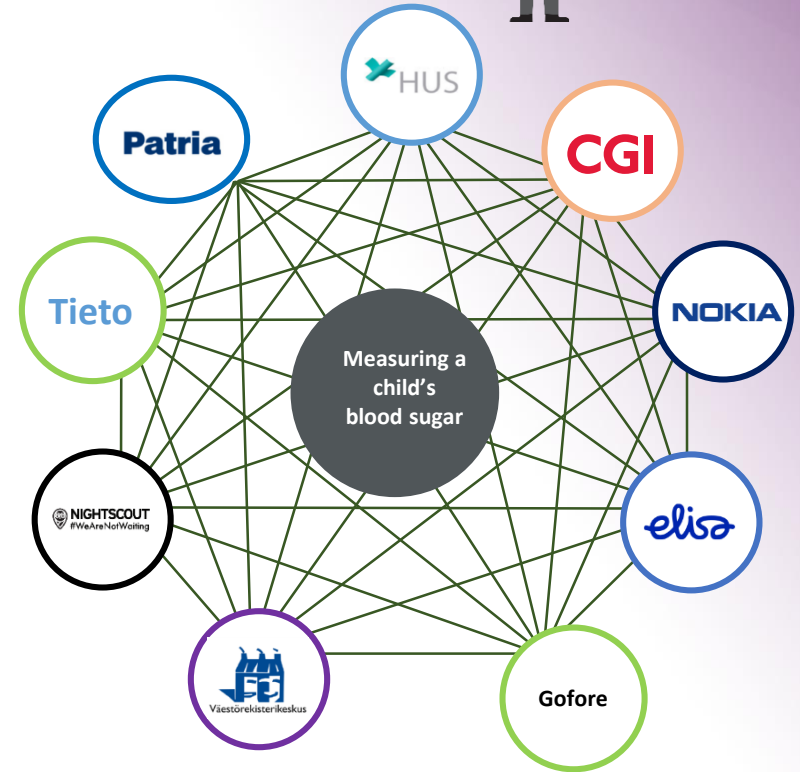 HUS
Patria
CGI
Tieto
NOKIA
Measuring a
child's
blood sugar
NIGHTSCOUT
#WeAreNotWaiting
elisa
Väestörekisterikeskus
Gofore